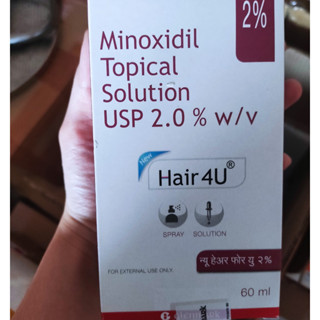 2%
Minoxidil
Topical
Solution
USP 2.0 % w/v
New
Hair 4U®
SPRAY SOLUTION
न्यू हेअर फोर यु २%
FOR EXTERNAL USE ONLY
60 ml